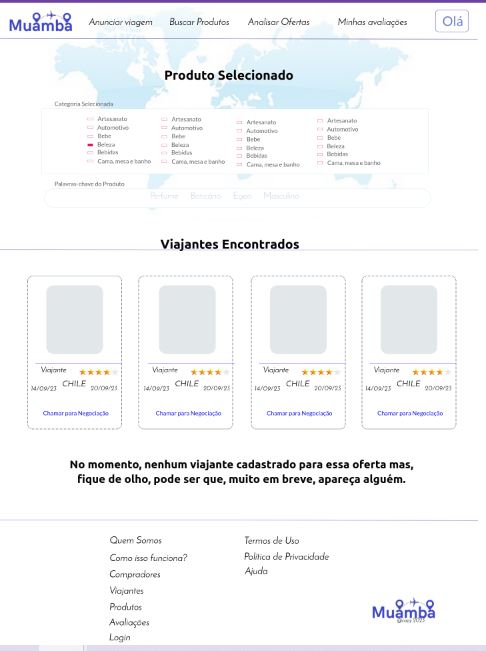 Muambâ
Anunciar viagem Buscar Produtos Analisar Ofertas Minhas avaliações Olá
Produto Selecionado
Categoria Selecionada
Artesanato Artesanato Artesanato Artesanato
Automotivo Automotivo Automotivo Automotivo
Bebe Bebe Bebe Bebe
Beleza Beleza Beleza Beleza
Bebidas Bebidas Bebidas Bebidas
Cama, mesa e banho Cama, mesa e banho Cama, mesa e banho Cama, mesa e banho
Palavras-chave do Produto
Perfume Boticário Egeo Masculino
Viajantes Encontrados
Viajante Viajante Viajante Viajante
14/09/23 CHILE 20/09/23 14/09/23 CHILE 20/09/23 14/09/23 CHILE 20/09/23 14/09/23 CHILE 20/09/23
Chamar para Negociação Chamar para Negociação Chamar para Negociação Chamar para Negociação
No momento, nenhum viajante cadastrado para essa oferta mas,
fique de olho, pode ser que, muito em breve, apareça alguém.
Quem Somos Termos de Uso
Como isso funciona? Política de Privacidade
Compradores Ajuda
Viajantes
Produtos
Avaliações
Login
Muambâ
@copy 2023